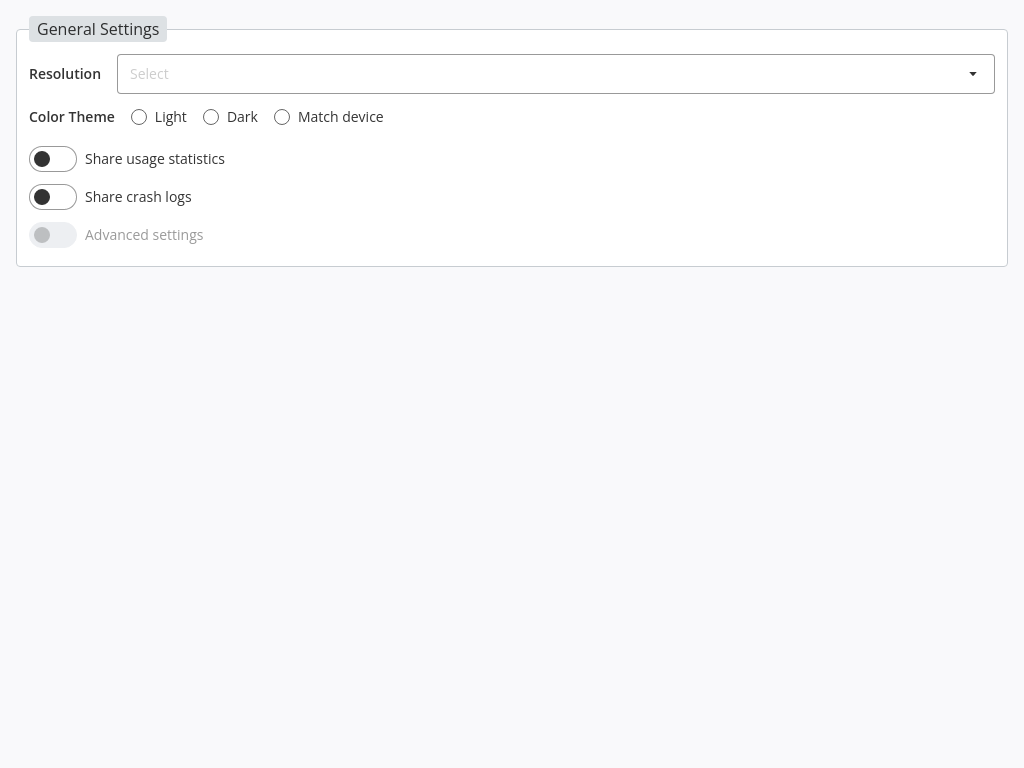 General Settings
Resolution Select
Color Theme Light Dark Match device
Share usage statistics
Share crash logs
Advanced settings